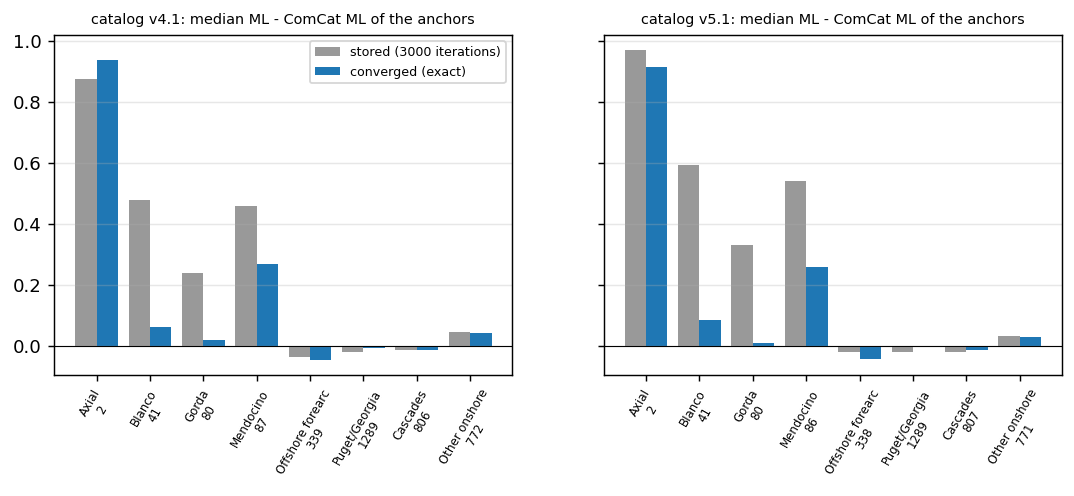 catalog v4.1: median ML - ComCat ML of the anchors
catalog v5.1: median ML - ComCat ML of the anchors
stored (3000 iterations)
converged (exact)
1.0
0.8
0.6
0.4
0.2
0.0
Axial
2
Blanco
41
Gorda
80
Mendocino
87
Offshore forearc
339
Puget/Georgia
1289
Cascades
806
Other onshore
772
Axial
2
Blanco
41
Gorda
80
Mendocino
86
Offshore forearc
338
Puget/Georgia
1289
Cascades
807
Other onshore
771